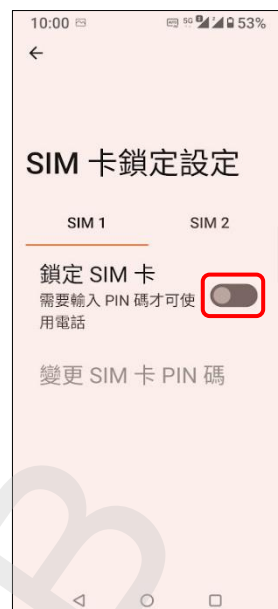 10:00 5G 53%
SIM 卡鎖定設定
SIM 1 SIM 2
鎖定 SIM 卡
需要輸入 PIN 碼才可使
用電話
變更 SIM 卡 PIN 碼